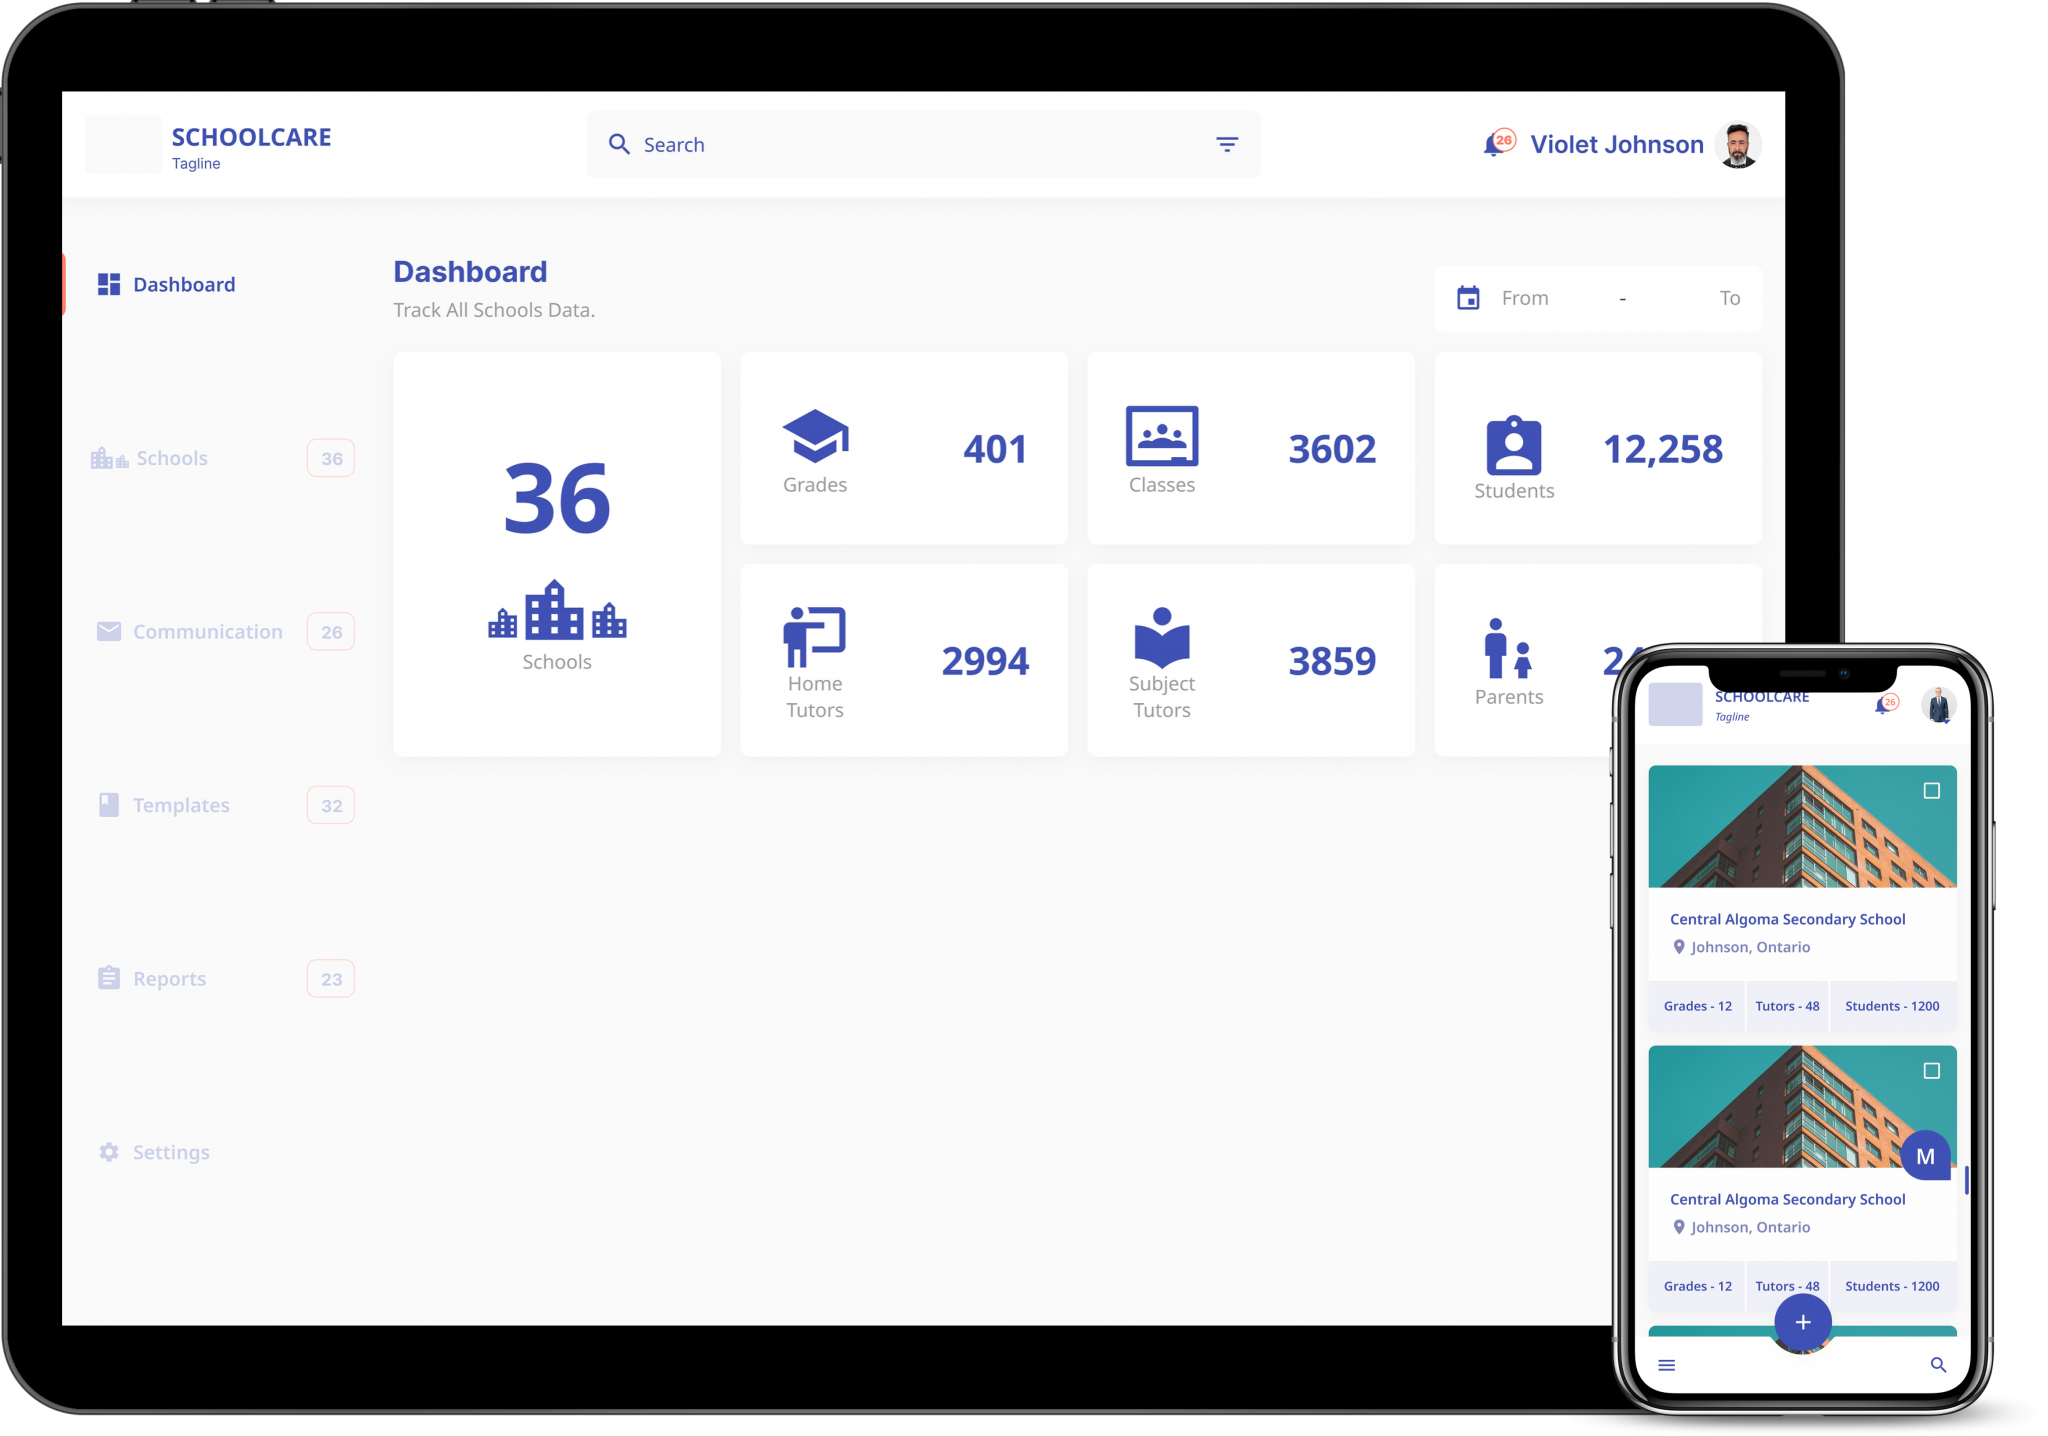 SCHOOLCARE
Tagline
Search
26
Violet Johnson
Dashboard
Schools 36
Communication 26
Templates 32
Reports 23
Settings
Dashboard
Track All Schools Data.
From - To
36
Schools
401
Grades
3602
Classes
12,258
Students
2994
Home
Tutors
3859
Subject
Tutors
Parents
SCHOOLCARE
Tagline
26
Central Algoma Secondary School
Johnson, Ontario
Grades - 12
Tutors - 48
Students - 1200
M
Central Algoma Secondary School
Johnson, Ontario
Grades - 12
Tutors - 48
Students - 1200
+